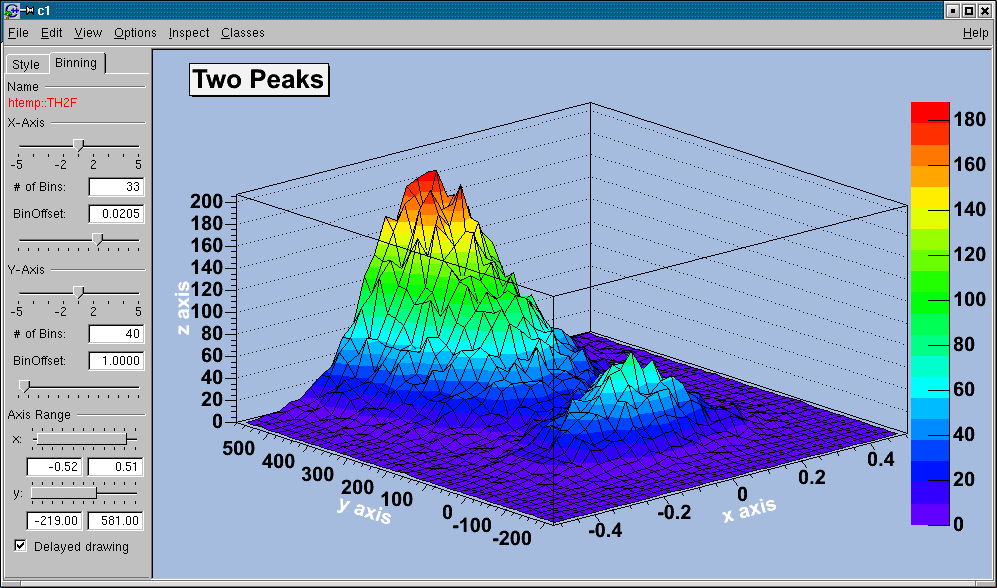 c1
File Edit View Options Inspect Classes Help
Style Binning
Name
htemp::TH2F
X-Axis
-5 -2 2 5
# of Bins: 33
BinOffset: 0.0205
Y-Axis
-5 -2 2 5
# of Bins: 40
BinOffset: 1.0000
Axis Range
x:
-0.52 0.51
y:
-219.00 581.00
Delayed drawing
Two Peaks
200
180
160
140
120
100
80
60
40
20
0
z axis
500 400 300 200 100 0 -100 -200
y axis
-0.4 -0.2 0 0.2 0.4
x axis
180
160
140
120
100
80
60
40
20
0